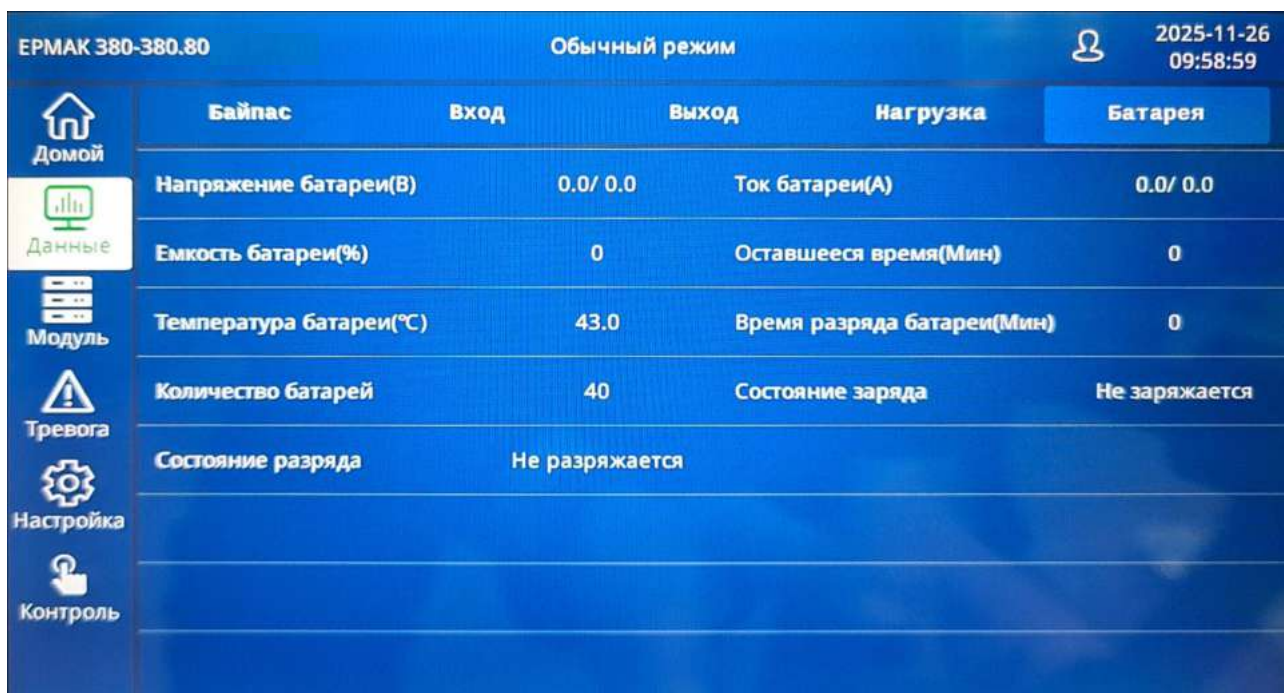 ЕРМАК 380-380.80 Обычный режим 2025-11-26
09:58:59
Байпас Вход Выход Нагрузка Батарея
Домой
Напряжение батареи(В) 0.0/ 0.0 Ток батареи(А) 0.0/ 0.0
Данные
Емкость батареи(%) 0 Оставшееся время(Мин) 0
Модуль
Температура батареи(℃) 43.0 Время разряда батареи(Мин) 0
Количество батарей 40 Состояние заряда Не заряжается
Тревога
Состояние разряда Не разряжается
Настройка
Контроль